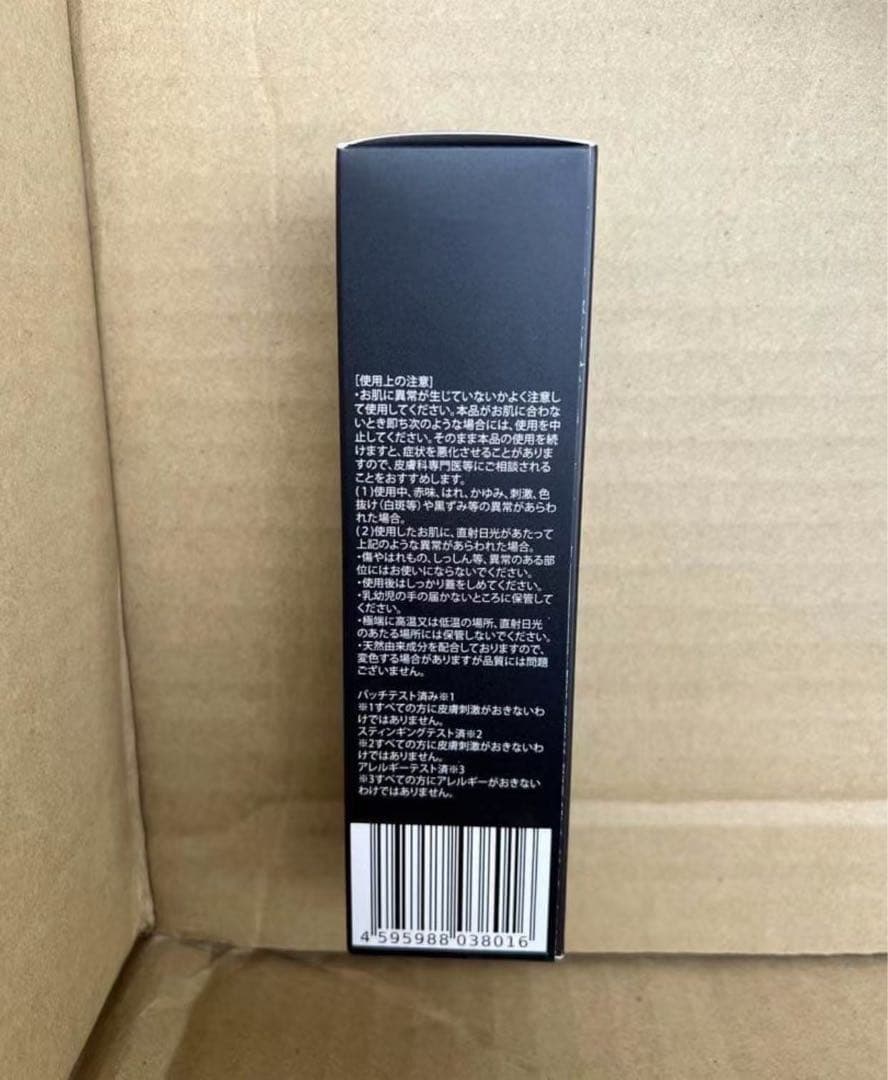 [使用上の注意]
・お肌に異常が生じていないかよく注意し
て使用してください。本品がお肌に合わな
いとき即ち次のような場合には、使用を中
止してください。そのまま本品の使用を続
けますと、症状を悪化させることがありま
すので、皮膚科専門医等にご相談される
ことをおすすめします。
(1)使用中、赤味、はれ、かゆみ、刺激、色
抜け(白斑等)や黒ずみ等の異常があらわ
れた場合。
(2)使用したお肌に、直射日光があたって
上記のような異常があらわれた場合。
・傷やはれもの、しっしん等、異常のある部
位にはお使いにならないでください。
・使用後はしっかり蓋をしめてください。
・乳幼児の手の届かないところに保管して
ください。
・極端に高温又は低温の場所、直射日光
のあたる場所には保管しないでください。
・天然由来成分を配合しておりますので、
変色する場合がありますが品質には問題
ございません。
パッチテスト済み※1
※1すべての方に皮膚刺激がおきないわ
けではありません。
スティンギングテスト済※2
※2すべての方に皮膚刺激がおきないわ
けではありません。
アレルギーテスト済※3
※3すべての方にアレルギーがおきない
わけではありません。
4 595988 038016